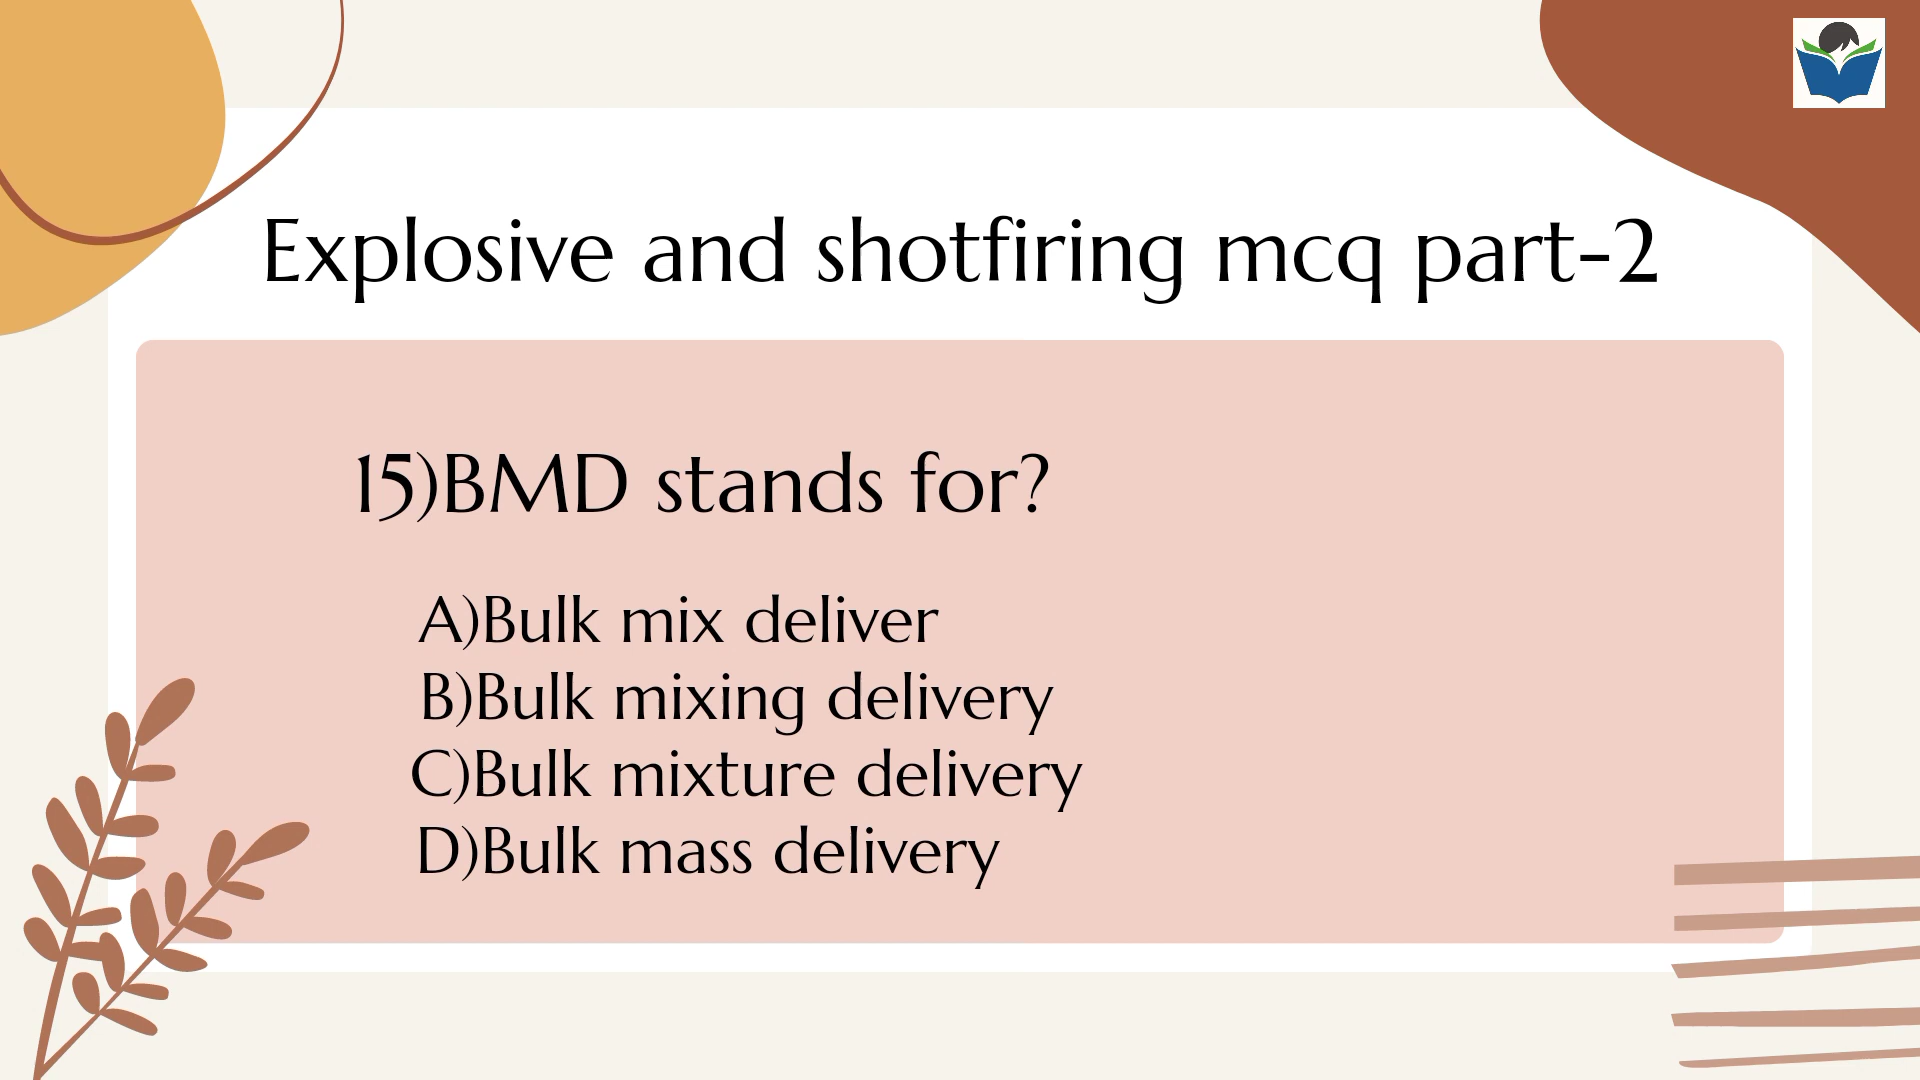 Explosive and shotfiring mcq part-2
15)BMD stands for?
A)Bulk mix deliver
B)Bulk mixing delivery
C)Bulk mixture delivery
D)Bulk mass delivery